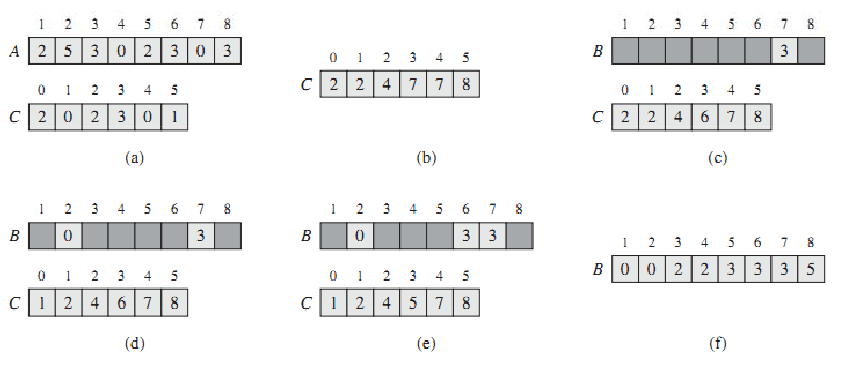 1 2 3 4 5 6 7 8
A 2 5 3 0 2 3 0 3
0 1 2 3 4 5
C 2 0 2 3 0 1
(a)
0 1 2 3 4 5
C 2 2 4 7 7 8
(b)
1 2 3 4 5 6 7 8
B 3
0 1 2 3 4 5
C 2 2 4 6 7 8
(c)
1 2 3 4 5 6 7 8
B 0 3
0 1 2 3 4 5
C 1 2 4 6 7 8
(d)
1 2 3 4 5 6 7 8
B 0 3 3
0 1 2 3 4 5
C 1 2 4 5 7 8
(e)
1 2 3 4 5 6 7 8
B 0 0 2 2 3 3 3 5
(f)